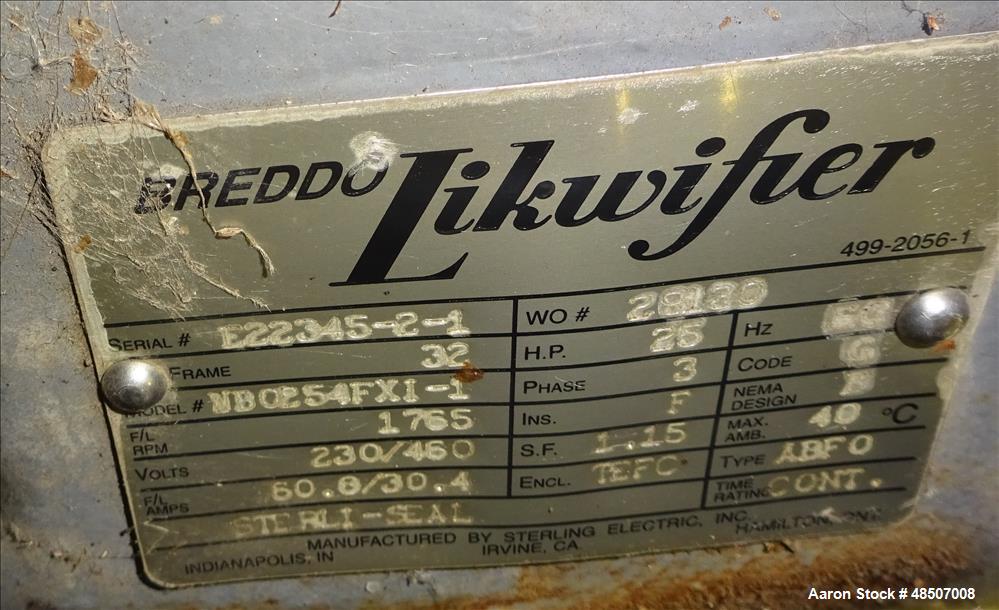 BREDDO Likwifier
499-2056-1
SERIAL # E22345-2-1 WO # 28120 Hz
FRAME 32 H.P. 25 CODE G
MODEL # NB0254FXI-1 PHASE 3 NEMA DESIGN
F/L RPM 1765 INS. F MAX. AMB. 40 °C
VOLTS 230/460 S.F. 1.15 TYPE ABFO
F/L AMPS 60.8/30.4 ENCL. TEFC TIME RATING CONT.
STERLI-SEAL
MANUFACTURED BY STERLING ELECTRIC, INC.
INDIANAPOLIS, IN IRVINE, CA HAMILTON, ONT.
Aaron Stock # 48507008